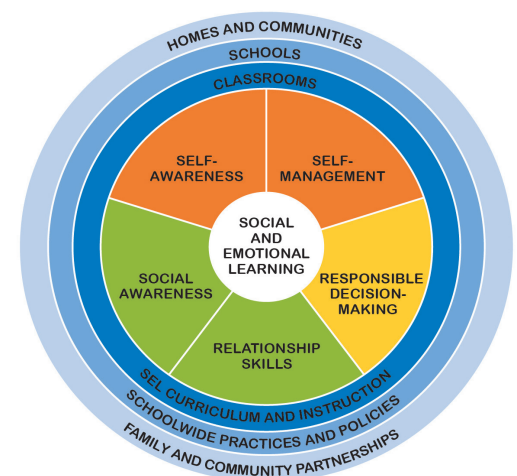 HOMES AND COMMUNITIES
SCHOOLS
CLASSROOMS
SELF-
AWARENESS
SELF-
MANAGEMENT
SOCIAL
AND
EMOTIONAL
LEARNING
SOCIAL
AWARENESS
RESPONSIBLE
DECISION-
MAKING
RELATIONSHIP
SKILLS
SEL CURRICULUM AND INSTRUCTION
SCHOOLWIDE PRACTICES AND POLICIES
FAMILY AND COMMUNITY PARTNERSHIPS